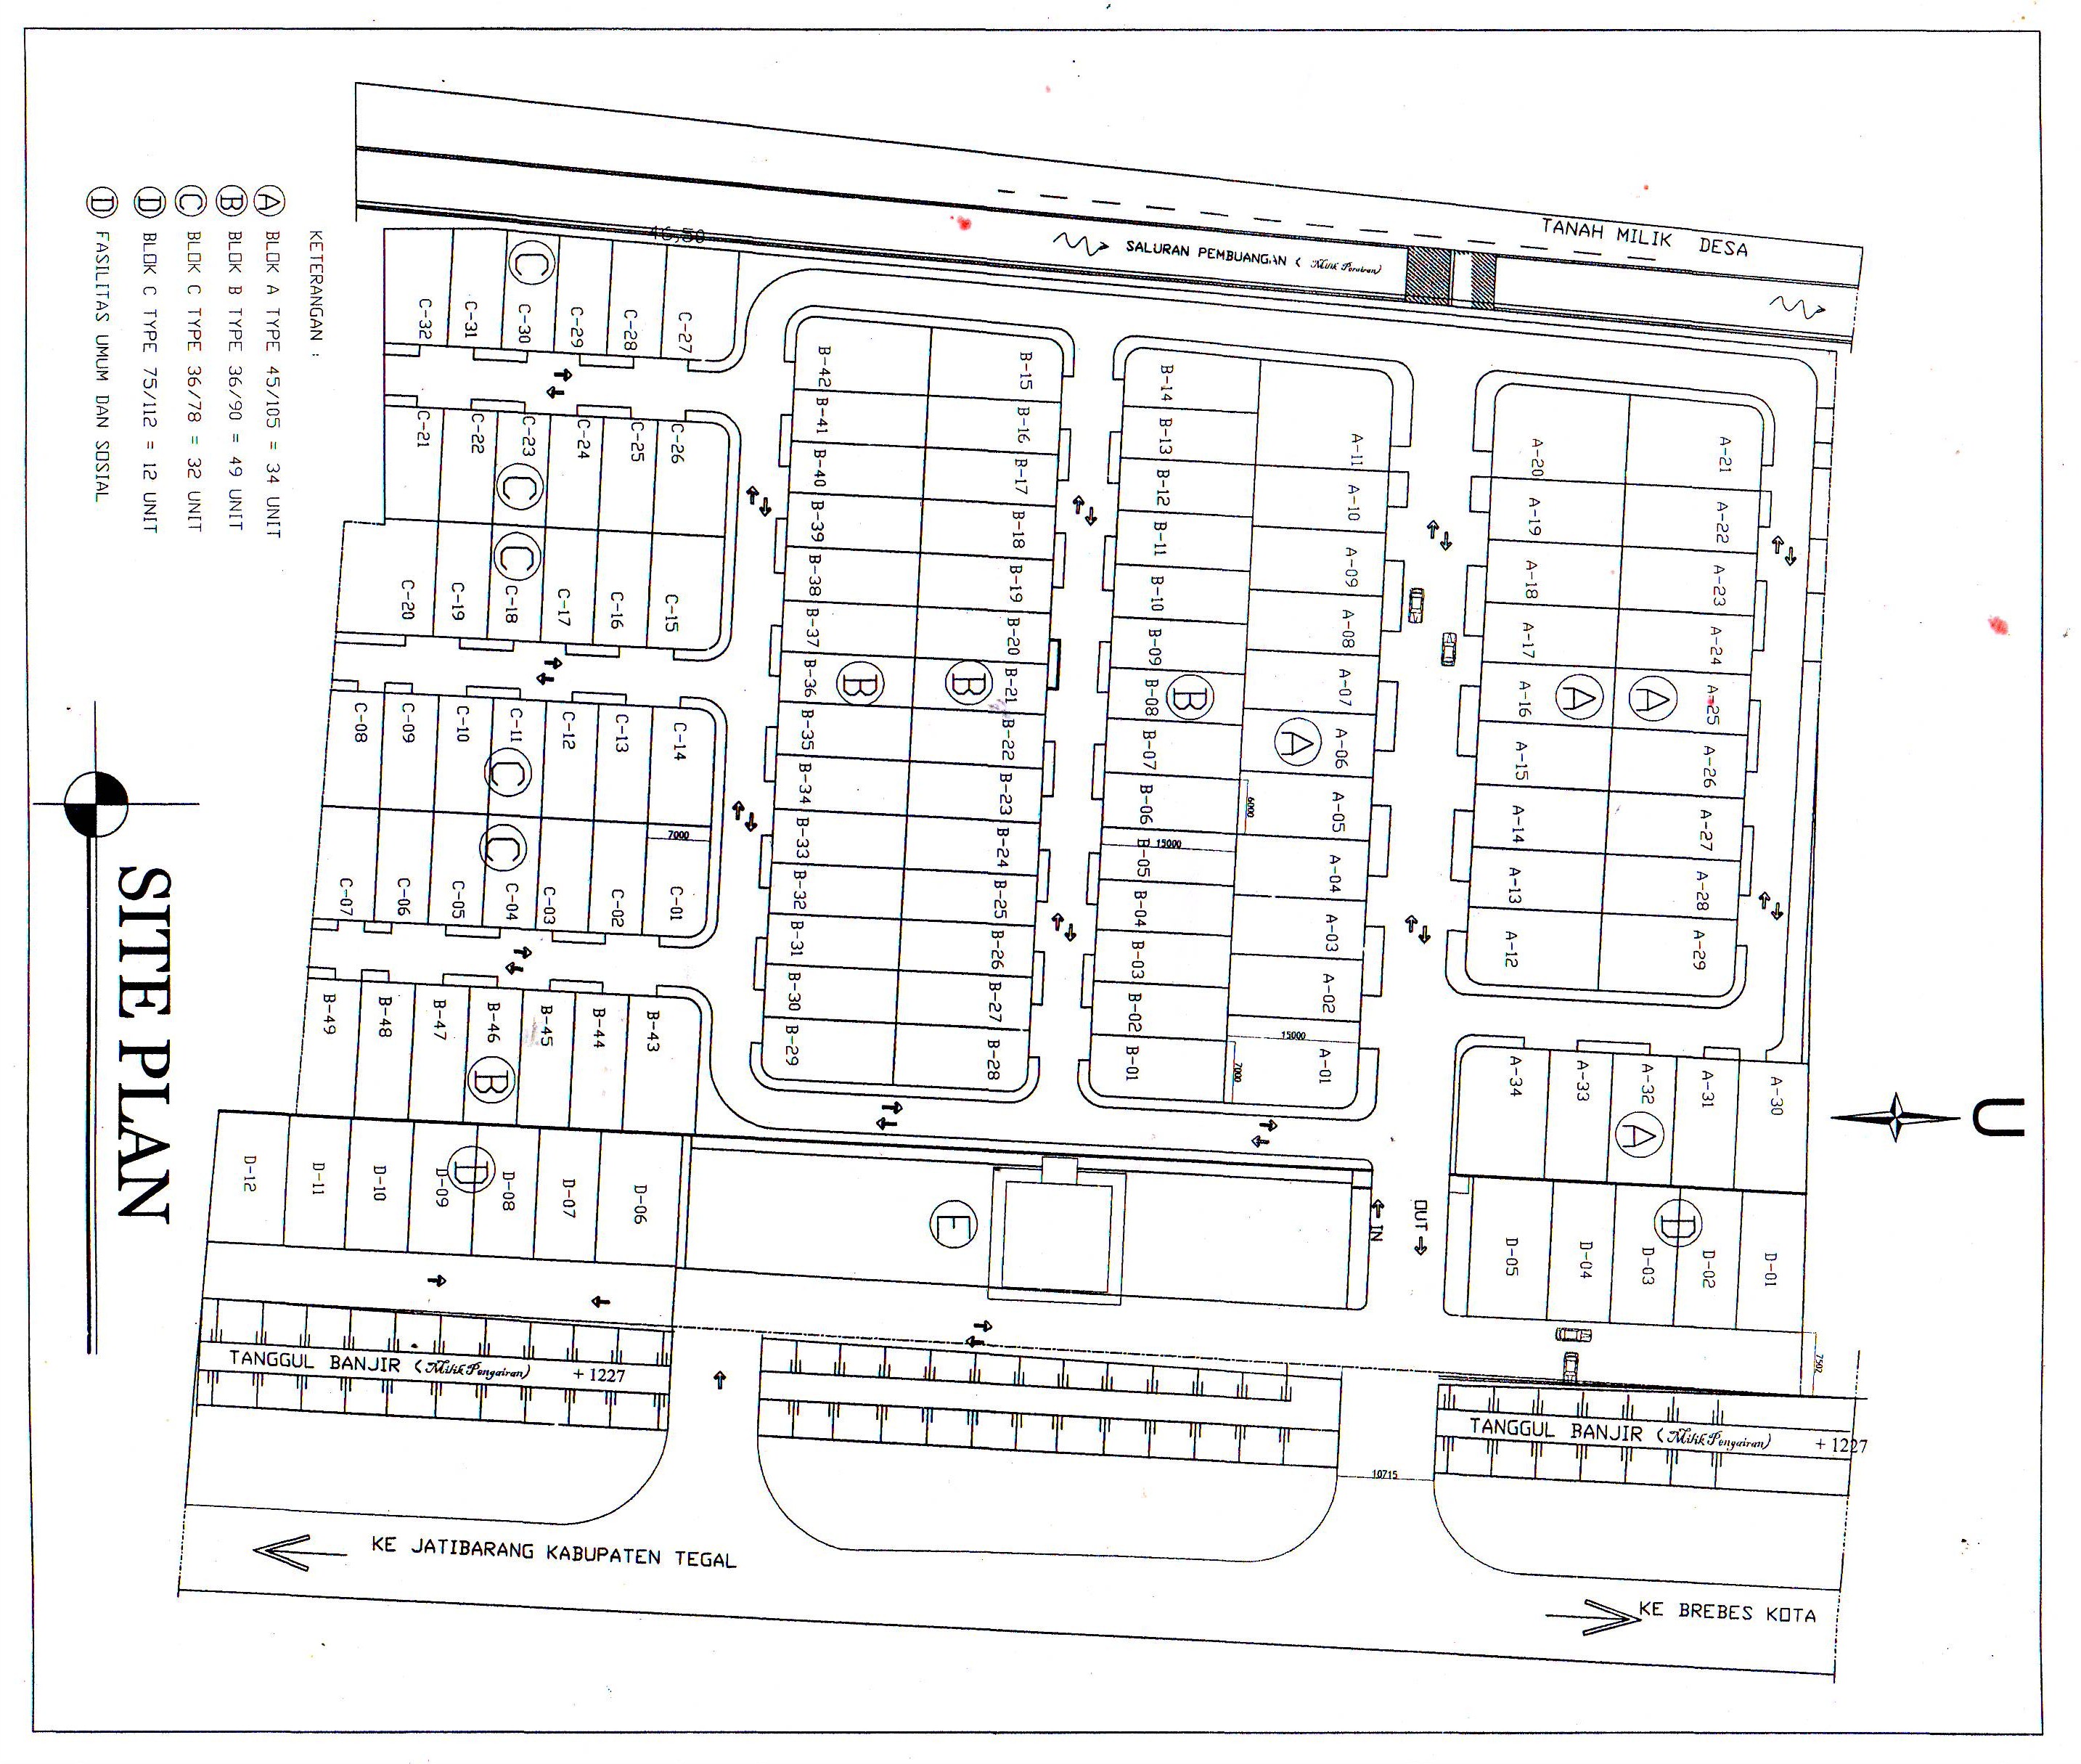 TANAH MILIK DESA
SALURAN PEMBUANGAN (
46,50
KETERANGAN :
A BLOK A TYPE 45/105 = 34 UNIT
B BLOK B TYPE 36/90 = 49 UNIT
C BLOK C TYPE 36/78 = 32 UNIT
D BLOK C TYPE 75/112 = 12 UNIT
D FASILITAS UMUM DAN SOSIAL
C
C-32 C-31 C-30 C-29 C-28 C-27
C-21 C-22 C-23 C-24 C-25 C-26
C
C
C-20 C-19 C-18 C-17 C-16 C-15
C-08 C-09 C-10 C-11 C-12 C-13 C-14
C
C
7000
C-07 C-06 C-05 C-04 C-03 C-02 C-01
B-49 B-48 B-47 B-46 B-45 B-44 B-43
B
B-42 B-15
B-41 B-16
B-40 B-17
B-39 B-18
B-38 B-19
B-37 B-20
B-36 B B B-21
B-35 B-22
B-34 B-23
B-33 B-24
B-32 B-25
B-31 B-26
B-30 B-27
B-29 B-28
B-14
B-13 A-11
B-12 A-10
B-11 A-09
B-10 A-08
B-09 A-07
B-08 B
B-07 A A-06
B-06 6000 A-05
B-05 15000 A-04
B-04 A-03
B-03 A-02
B-02 15000
B-01 7000 A-01
A-20 A-21
A-19 A-22
A-18 A-23
A-17 A-24
A-16 A A A-25
A-15 A-26
A-14 A-27
A-13 A-28
A-12 A-29
A-34 A-33 A-32 A-31 A-30
A
U
D-12 D-11 D-10 D-09 D-08 D-07 D-06
D
E
IN
OUT
D-05 D-04 D-03 D-02 D-01
D
7502
TANGGUL BANJIR ( Milik Pengairan) +1227
TANGGUL BANJIR ( Milik Pengairan) +1227
10715
KE JATIBARANG KABUPATEN TEGAL
KE BREBES KOTA
SITE PLAN